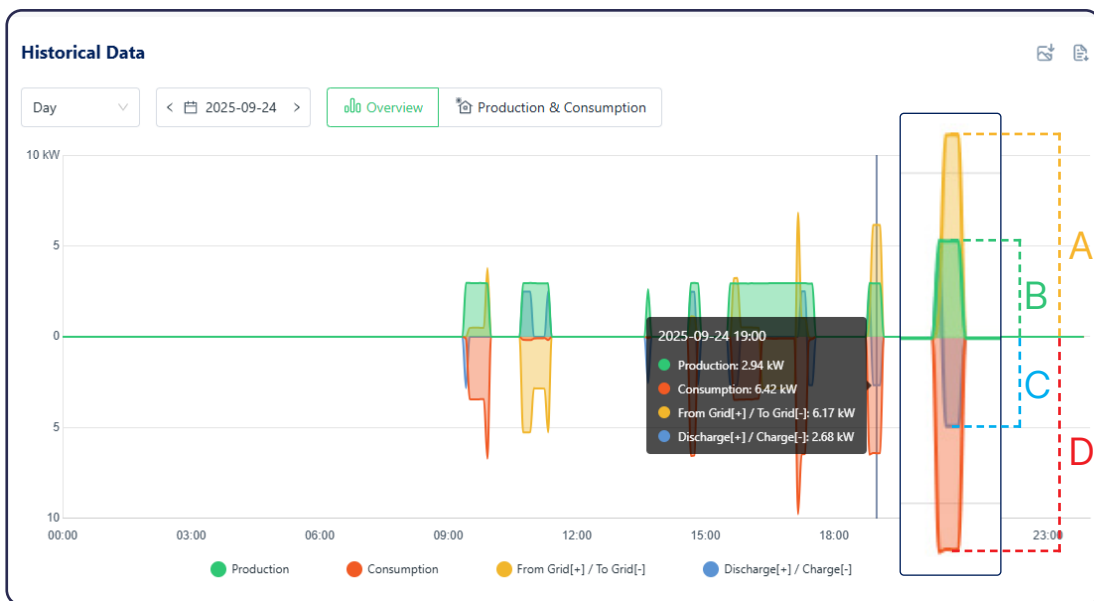 Historical Data
Day
2025-09-24
Overview
Production & Consumption
10 kW
5
0
5
10
00:00 03:00 06:00 09:00 12:00 15:00 18:00 23:00
2025-09-24 19:00
Production: 2.94 kW
Consumption: 6.42 kW
From Grid[+] / To Grid[-]: 6.17 kW
Discharge[+] / Charge[-]: 2.68 kW
A
B
C
D
Production Consumption From Grid[+] / To Grid[-] Discharge[+] / Charge[-]